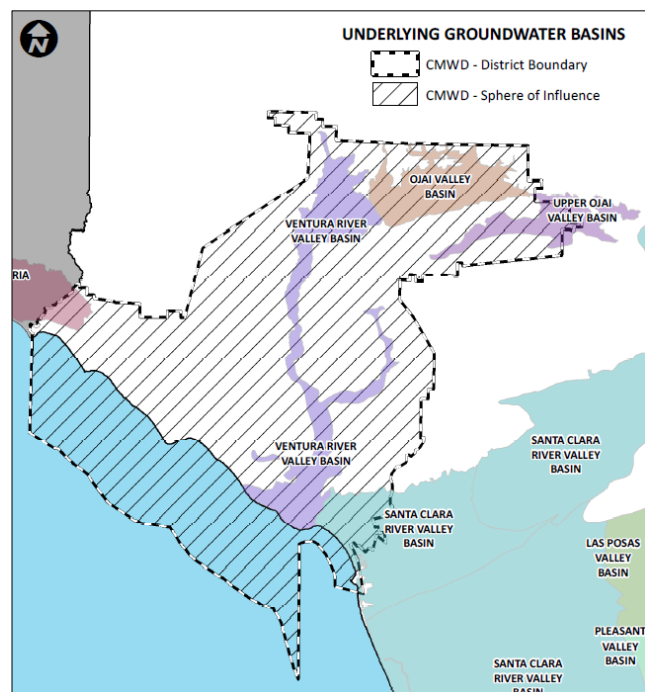 N
UNDERLYING GROUNDWATER BASINS
CMWD - District Boundary
CMWD - Sphere of Influence
OJAI VALLEY
BASIN
UPPER OJAI
VALLEY BASIN
VENTURA RIVER
VALLEY BASIN
RIA
VENTURA RIVER
VALLEY BASIN
SANTA CLARA
RIVER VALLEY
BASIN
SANTA CLARA
RIVER VALLEY
BASIN
LAS POSAS
VALLEY
BASIN
PLEASANT
VALLEY
BASIN
SANTA CLARA
RIVER VALLEY
BASIN